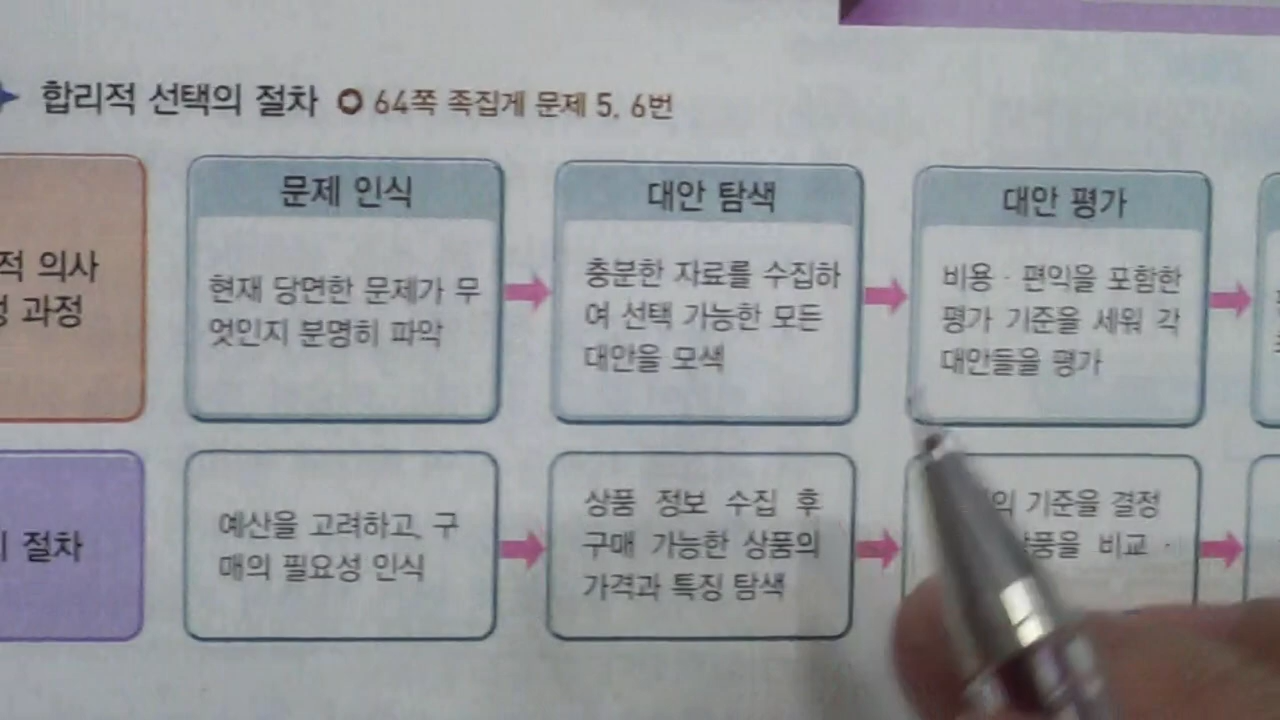 합리적 선택의 절차 64쪽 족집게 문제 5, 6번
적 의사
과정
문제 인식
현재 당면한 문제가 무
엇인지 분명히 파악
대안 탐색
충분한 자료를 수집하
여 선택 가능한 모든
대안을 모색
대안 평가
비용·편익을 포함한
평가 기준을 세워 각
대안들을 평가
절차
예산을 고려하고, 구
매의 필요성 인식
상품 정보 수집 후
구매 가능한 상품의
가격과 특징 탐색
기준을 결정
비교·